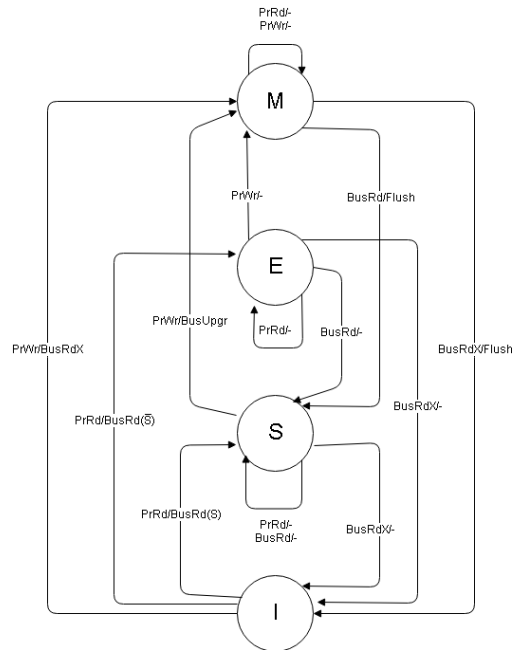 PrRd/-
PrWr/-
M
PrWr/-
BusRd/Flush
E
PrRd/-
BusRd/-
PrWr/BusUpgr
PrWr/BusRdX
BusRdX/Flush
PrRd/BusRd(S̅)
BusRdX/-
S
PrRd/BusRd(S)
PrRd/-
BusRd/-
BusRdX/-
I